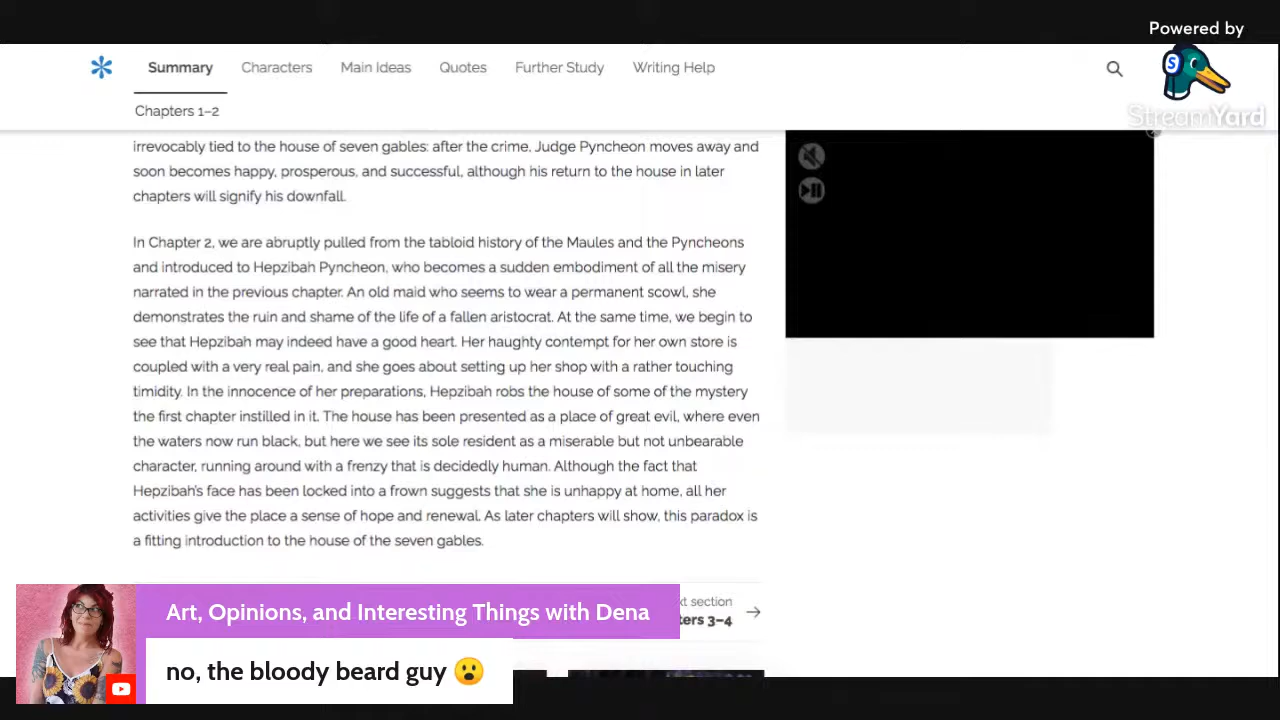 Powered by
Summary Characters Main Ideas Quotes Further Study Writing Help
S
StreamYard
Chapters 1–2
irrevocably tied to the house of seven gables: after the crime, Judge Pyncheon moves away and
soon becomes happy, prosperous, and successful, although his return to the house in later
chapters will signify his downfall.
In Chapter 2, we are abruptly pulled from the tabloid history of the Maules and the Pyncheons
and introduced to Hepzibah Pyncheon, who becomes a sudden embodiment of all the misery
narrated in the previous chapter. An old maid who seems to wear a permanent scowl, she
demonstrates the ruin and shame of the life of a fallen aristocrat. At the same time, we begin to
see that Hepzibah may indeed have a good heart. Her haughty contempt for her own store is
coupled with a very real pain, and she goes about setting up her shop with a rather touching
timidity. In the innocence of her preparations, Hepzibah robs the house of some of the mystery
the first chapter instilled in it. The house has been presented as a place of great evil, where even
the waters now run black, but here we see its sole resident as a miserable but not unbearable
character, running around with a frenzy that is decidedly human. Although the fact that
Hepzibah's face has been locked into a frown suggests that she is unhappy at home, all her
activities give the place a sense of hope and renewal. As later chapters will show, this paradox is
a fitting introduction to the house of the seven gables.
xt section
ters 3–4
Art, Opinions, and Interesting Things with Dena
no, the bloody beard guy 😮